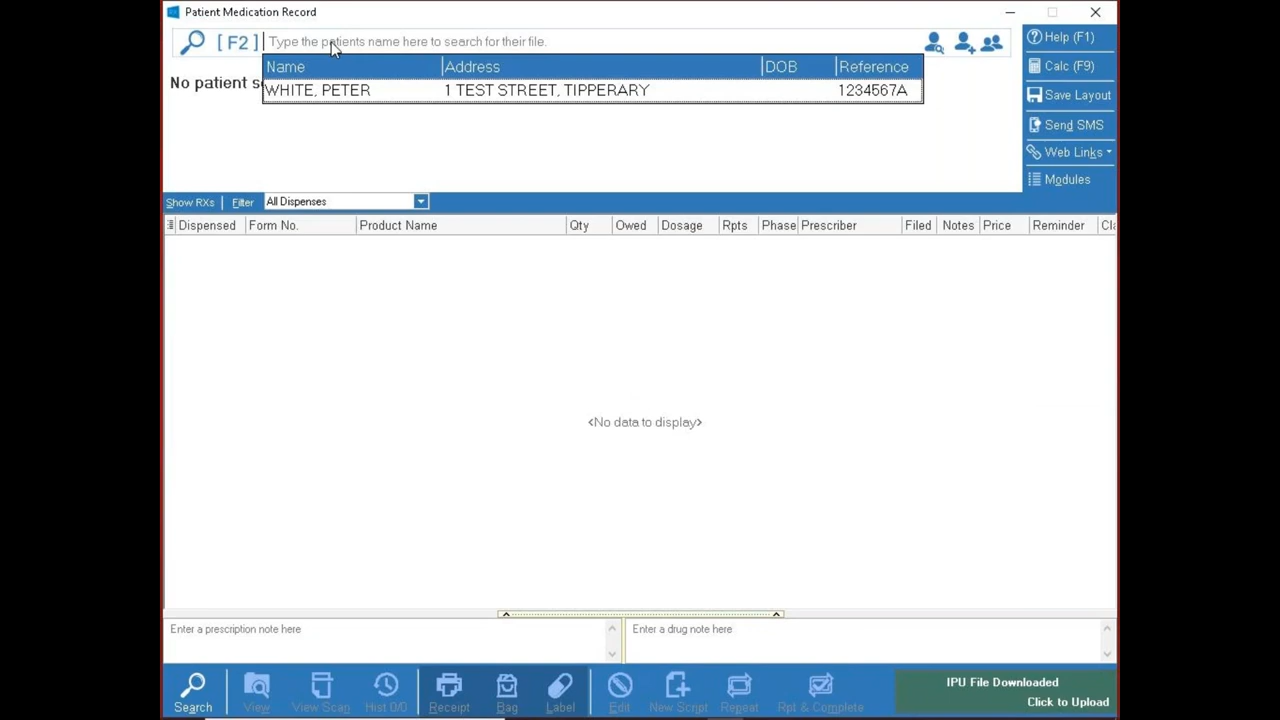 Patient Medication Record
[ F2 ] Type the patients name here to search for their file.
Name Address DOB Reference
WHITE, PETER 1 TEST STREET, TIPPERARY 1234567A
No patient s
Help (F1)
Calc (F9)
Save Layout
Send SMS
Web Links
Modules
Show RXs Filter All Dispenses
Dispensed Form No. Product Name Qty Owed Dosage Rpts Phase Prescriber Filed Notes Price Reminder Cla
<No data to display>
Enter a prescription note here Enter a drug note here
Search View View Scan Hist 0/0 Receipt Bag Label Edit New Script Repeat Rpt & Complete
IPU File Downloaded
Click to Upload